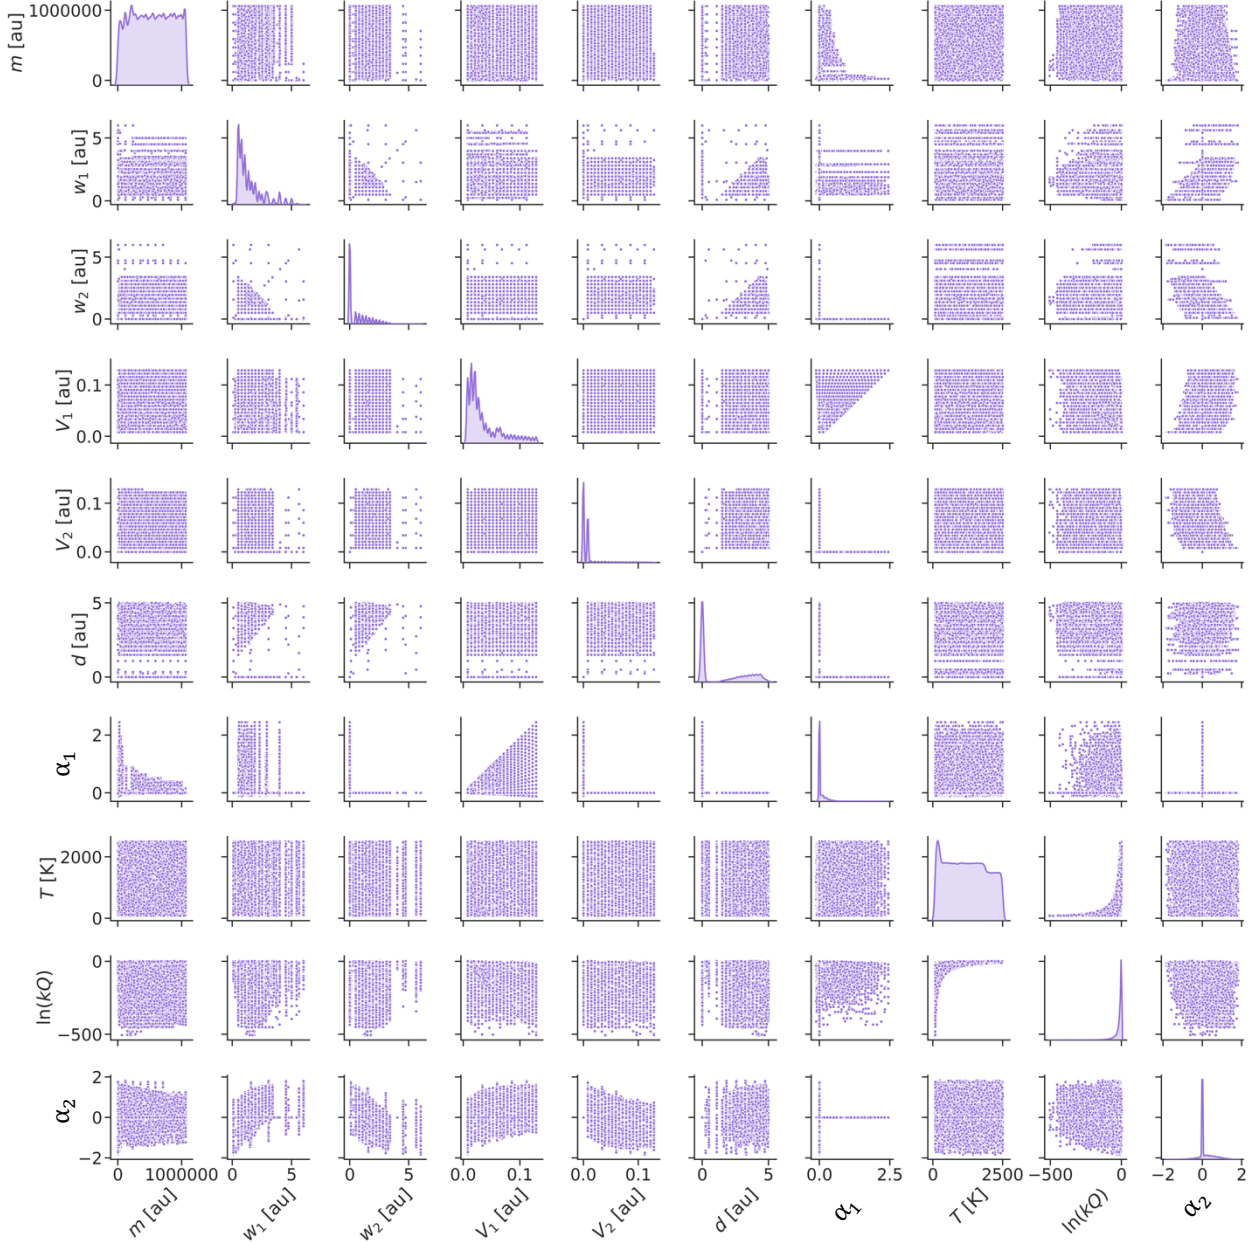 1000000
m [au]
0
5
w₁ [au]
0
5
w₂ [au]
0
0.1
V₁ [au]
0.0
0.1
V₂ [au]
0.0
5
d [au]
0
2
α₁
0
2000
T [K]
0
0
ln(kQ)
−500
2
α₂
0
−2
0 1000000 0 5 0 5 0.0 0.1 0.0 0.1 0 5 0.0 2.5 0 2500 −500 0 −2 0 2
m [au] w₁ [au] w₂ [au] V₁ [au] V₂ [au] d [au] α₁ T [K] ln(kQ) α₂